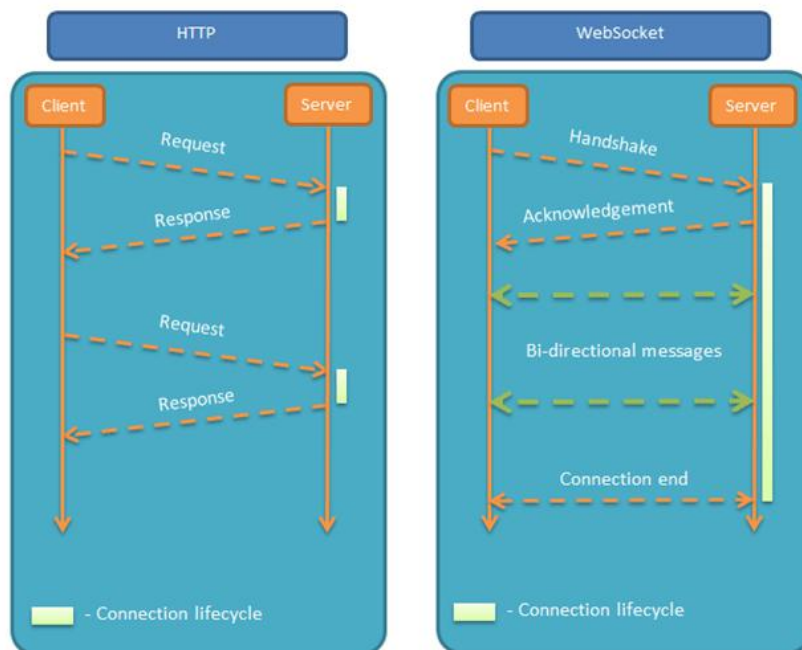 HTTP
Client
Server
Request
Response
Request
Response
- Connection lifecycle
WebSocket
Client
Server
Handshake
Acknowledgement
Bi-directional messages
Connection end
- Connection lifecycle